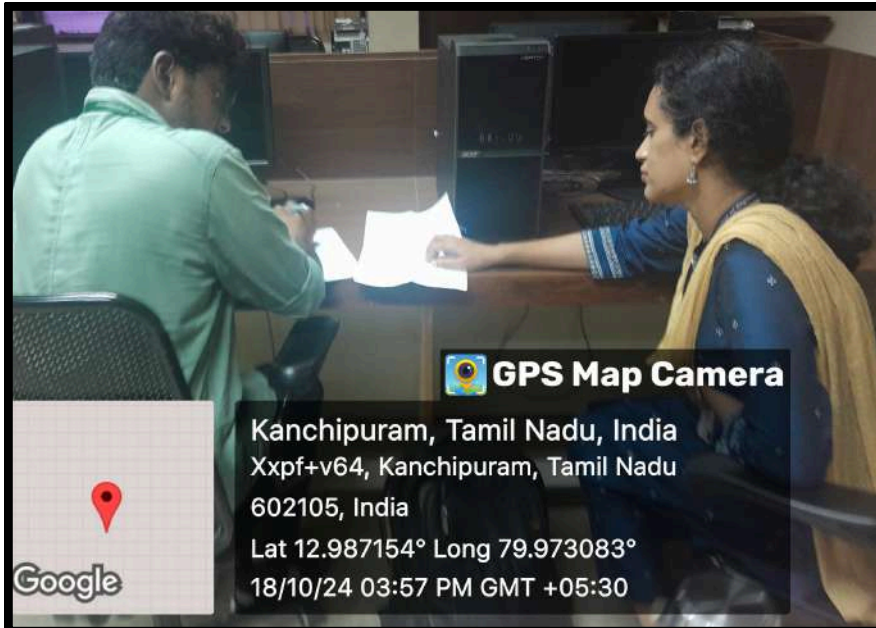 GPS Map Camera
Kanchipuram, Tamil Nadu, India
Xxpf+v64, Kanchipuram, Tamil Nadu
602105, India
Lat 12.987154° Long 79.973083°
18/10/24 03:57 PM GMT +05:30
Google